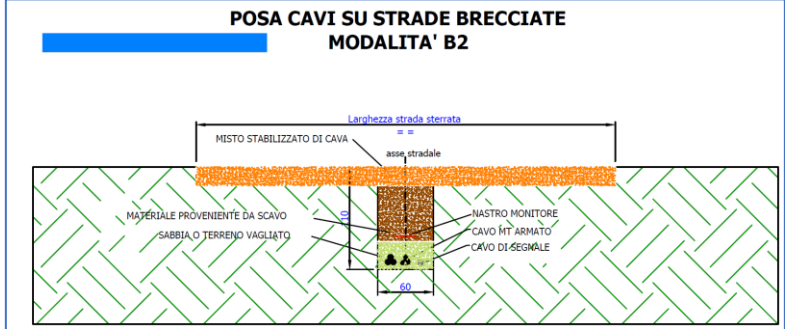 POSA CAVI SU STRADE BRECCIATE
MODALITA' B2
Larghezza strada sterrata
= =
MISTO STABILIZZATO DI CAVA
asse stradale
MATERIALE PROVENIENTE DA SCAVO
NASTRO MONITORE
SABBIA O TERRENO VAGLIATO
CAVO MT ARMATO
CAVO DI SEGNALE
110
60